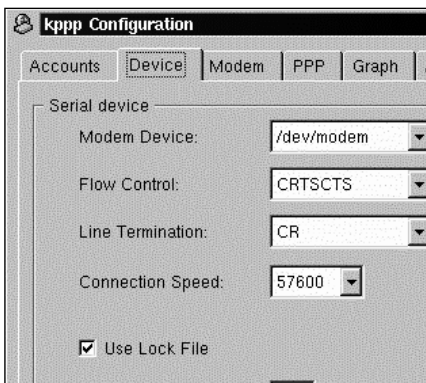 kppp Configuration
Accounts Device Modem PPP Graph
Serial device
Modem Device: /dev/modem
Flow Control: CRTSCTS
Line Termination: CR
Connection Speed: 57600
Use Lock File